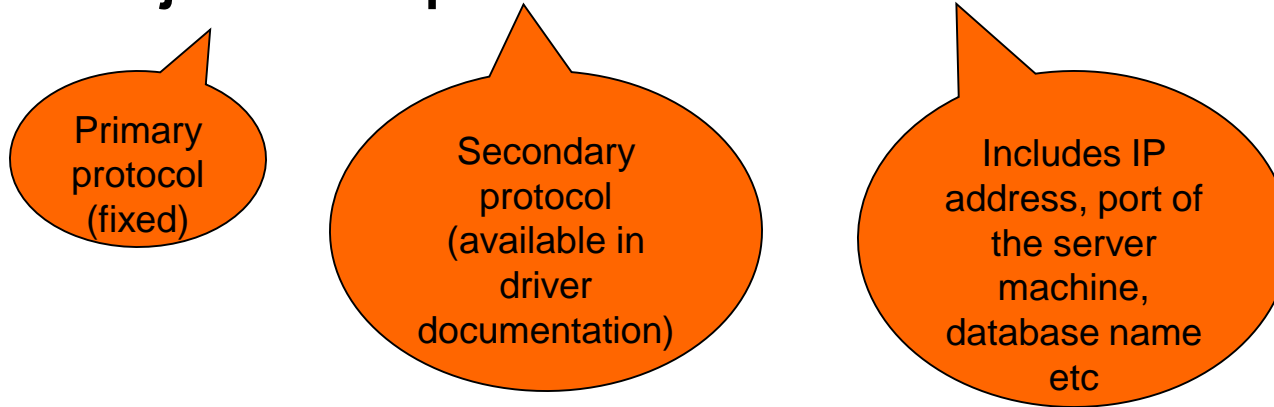 Primary
protocol
(fixed)
Secondary
protocol
(available in
driver
documentation)
Includes IP
address, port of
the server
machine,
database name
etc